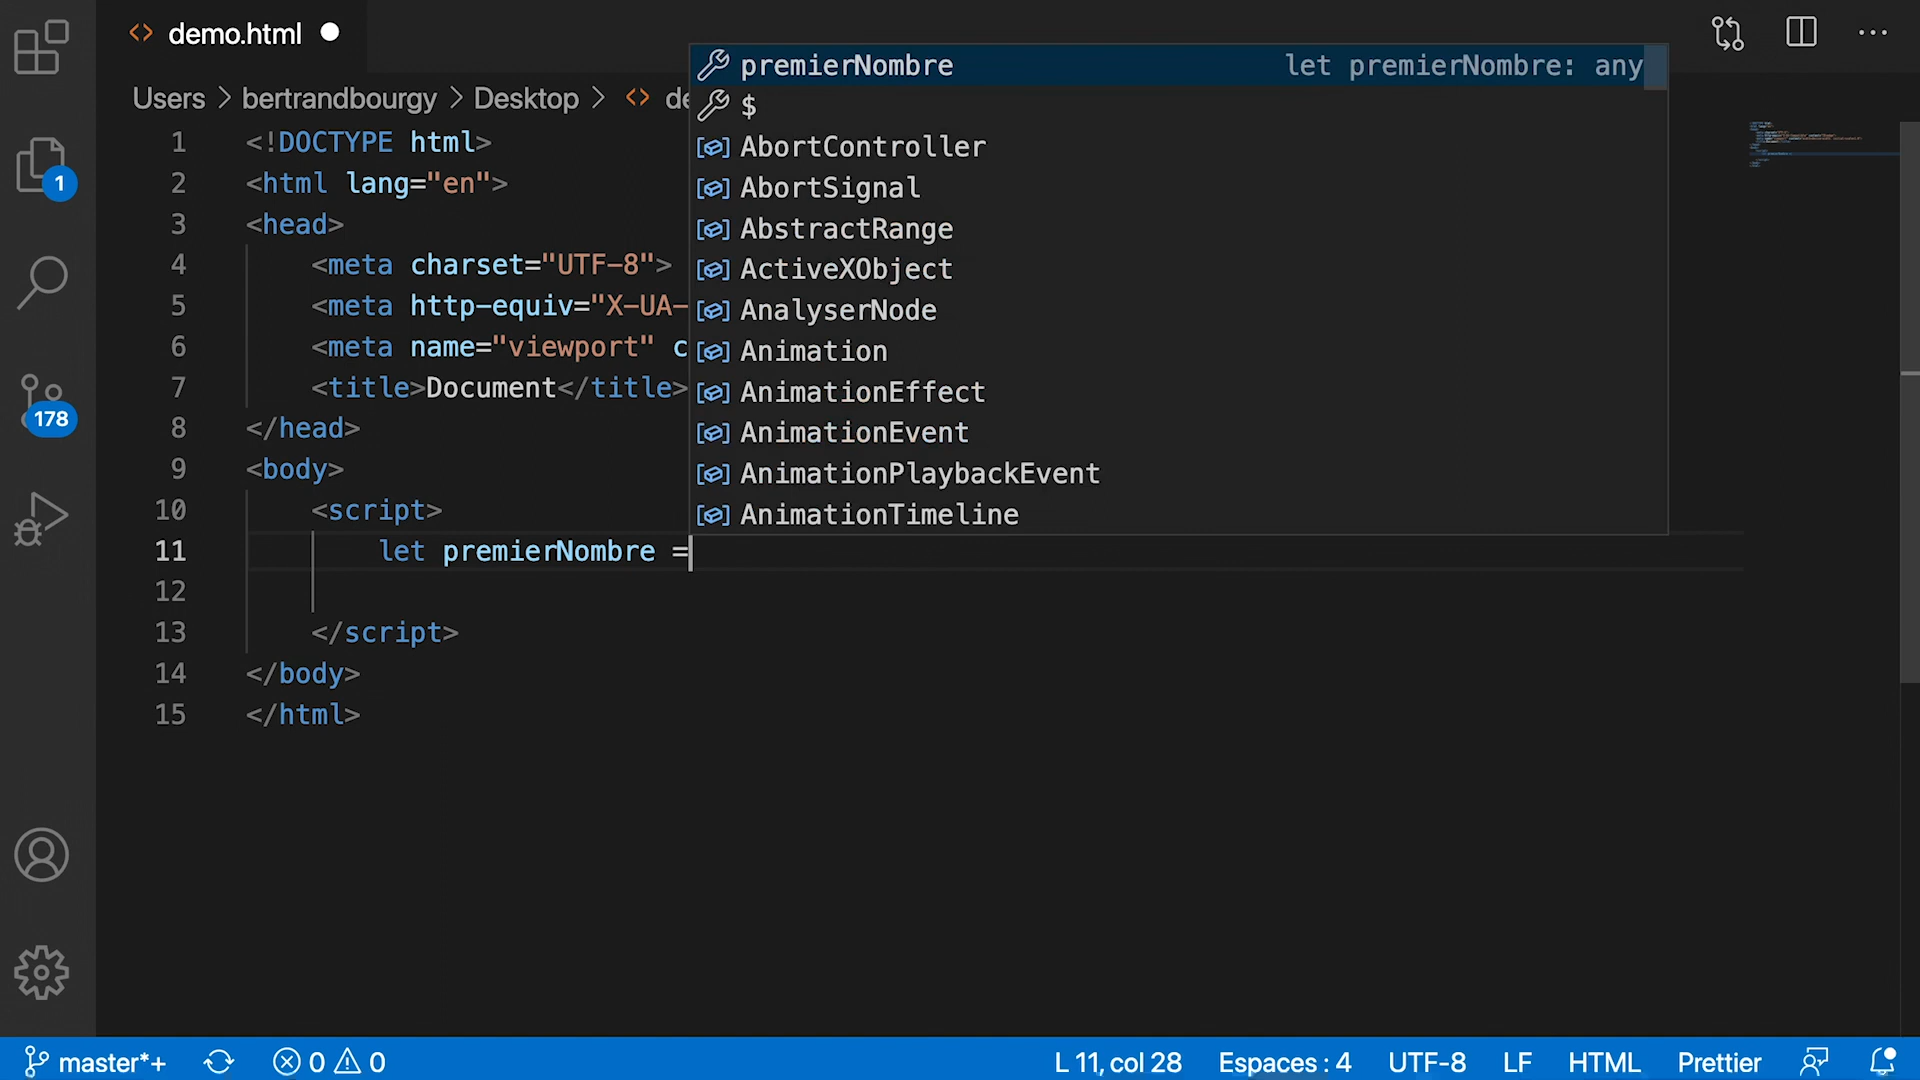 demo.html
premierNombre let premierNombre: any
Users > bertrandbourgy > Desktop > de
$
AbortController
1 <!DOCTYPE html>
AbortSignal
2 <html lang="en">
AbstractRange
3 <head>
ActiveXObject
4 <meta charset="UTF-8">
AnalyserNode
5 <meta http-equiv="X-UA-
Animation
6 <meta name="viewport" c
AnimationEffect
7 <title>Document</title>
AnimationEvent
8 </head>
AnimationPlaybackEvent
9 <body>
AnimationTimeline
10 <script>
11 let premierNombre =
12
13 </script>
14 </body>
15 </html>
1
178
master*+ 0 0 L 11, col 28 Espaces : 4 UTF-8 LF HTML Prettier